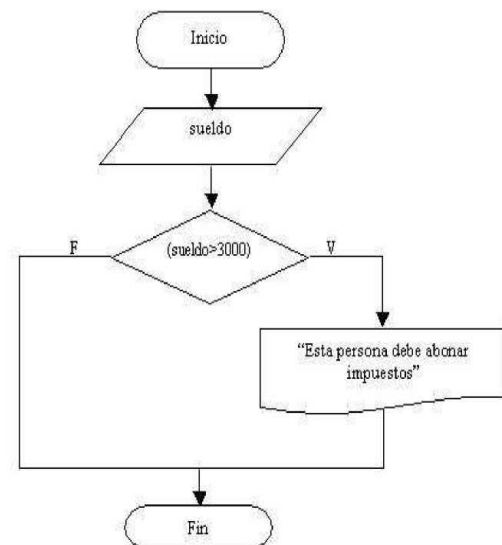 Inicio
sueldo
F
(sueldo>3000)
V
“Esta persona debe abonar
impuestos”
Fin